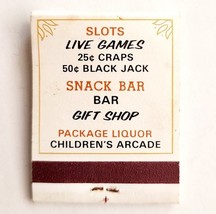 SLOTS
LIVE GAMES
25¢ CRAPS
50¢ BLACK JACK
SNACK BAR
BAR
GIFT SHOP
PACKAGE LIQUOR
CHILDREN'S ARCADE